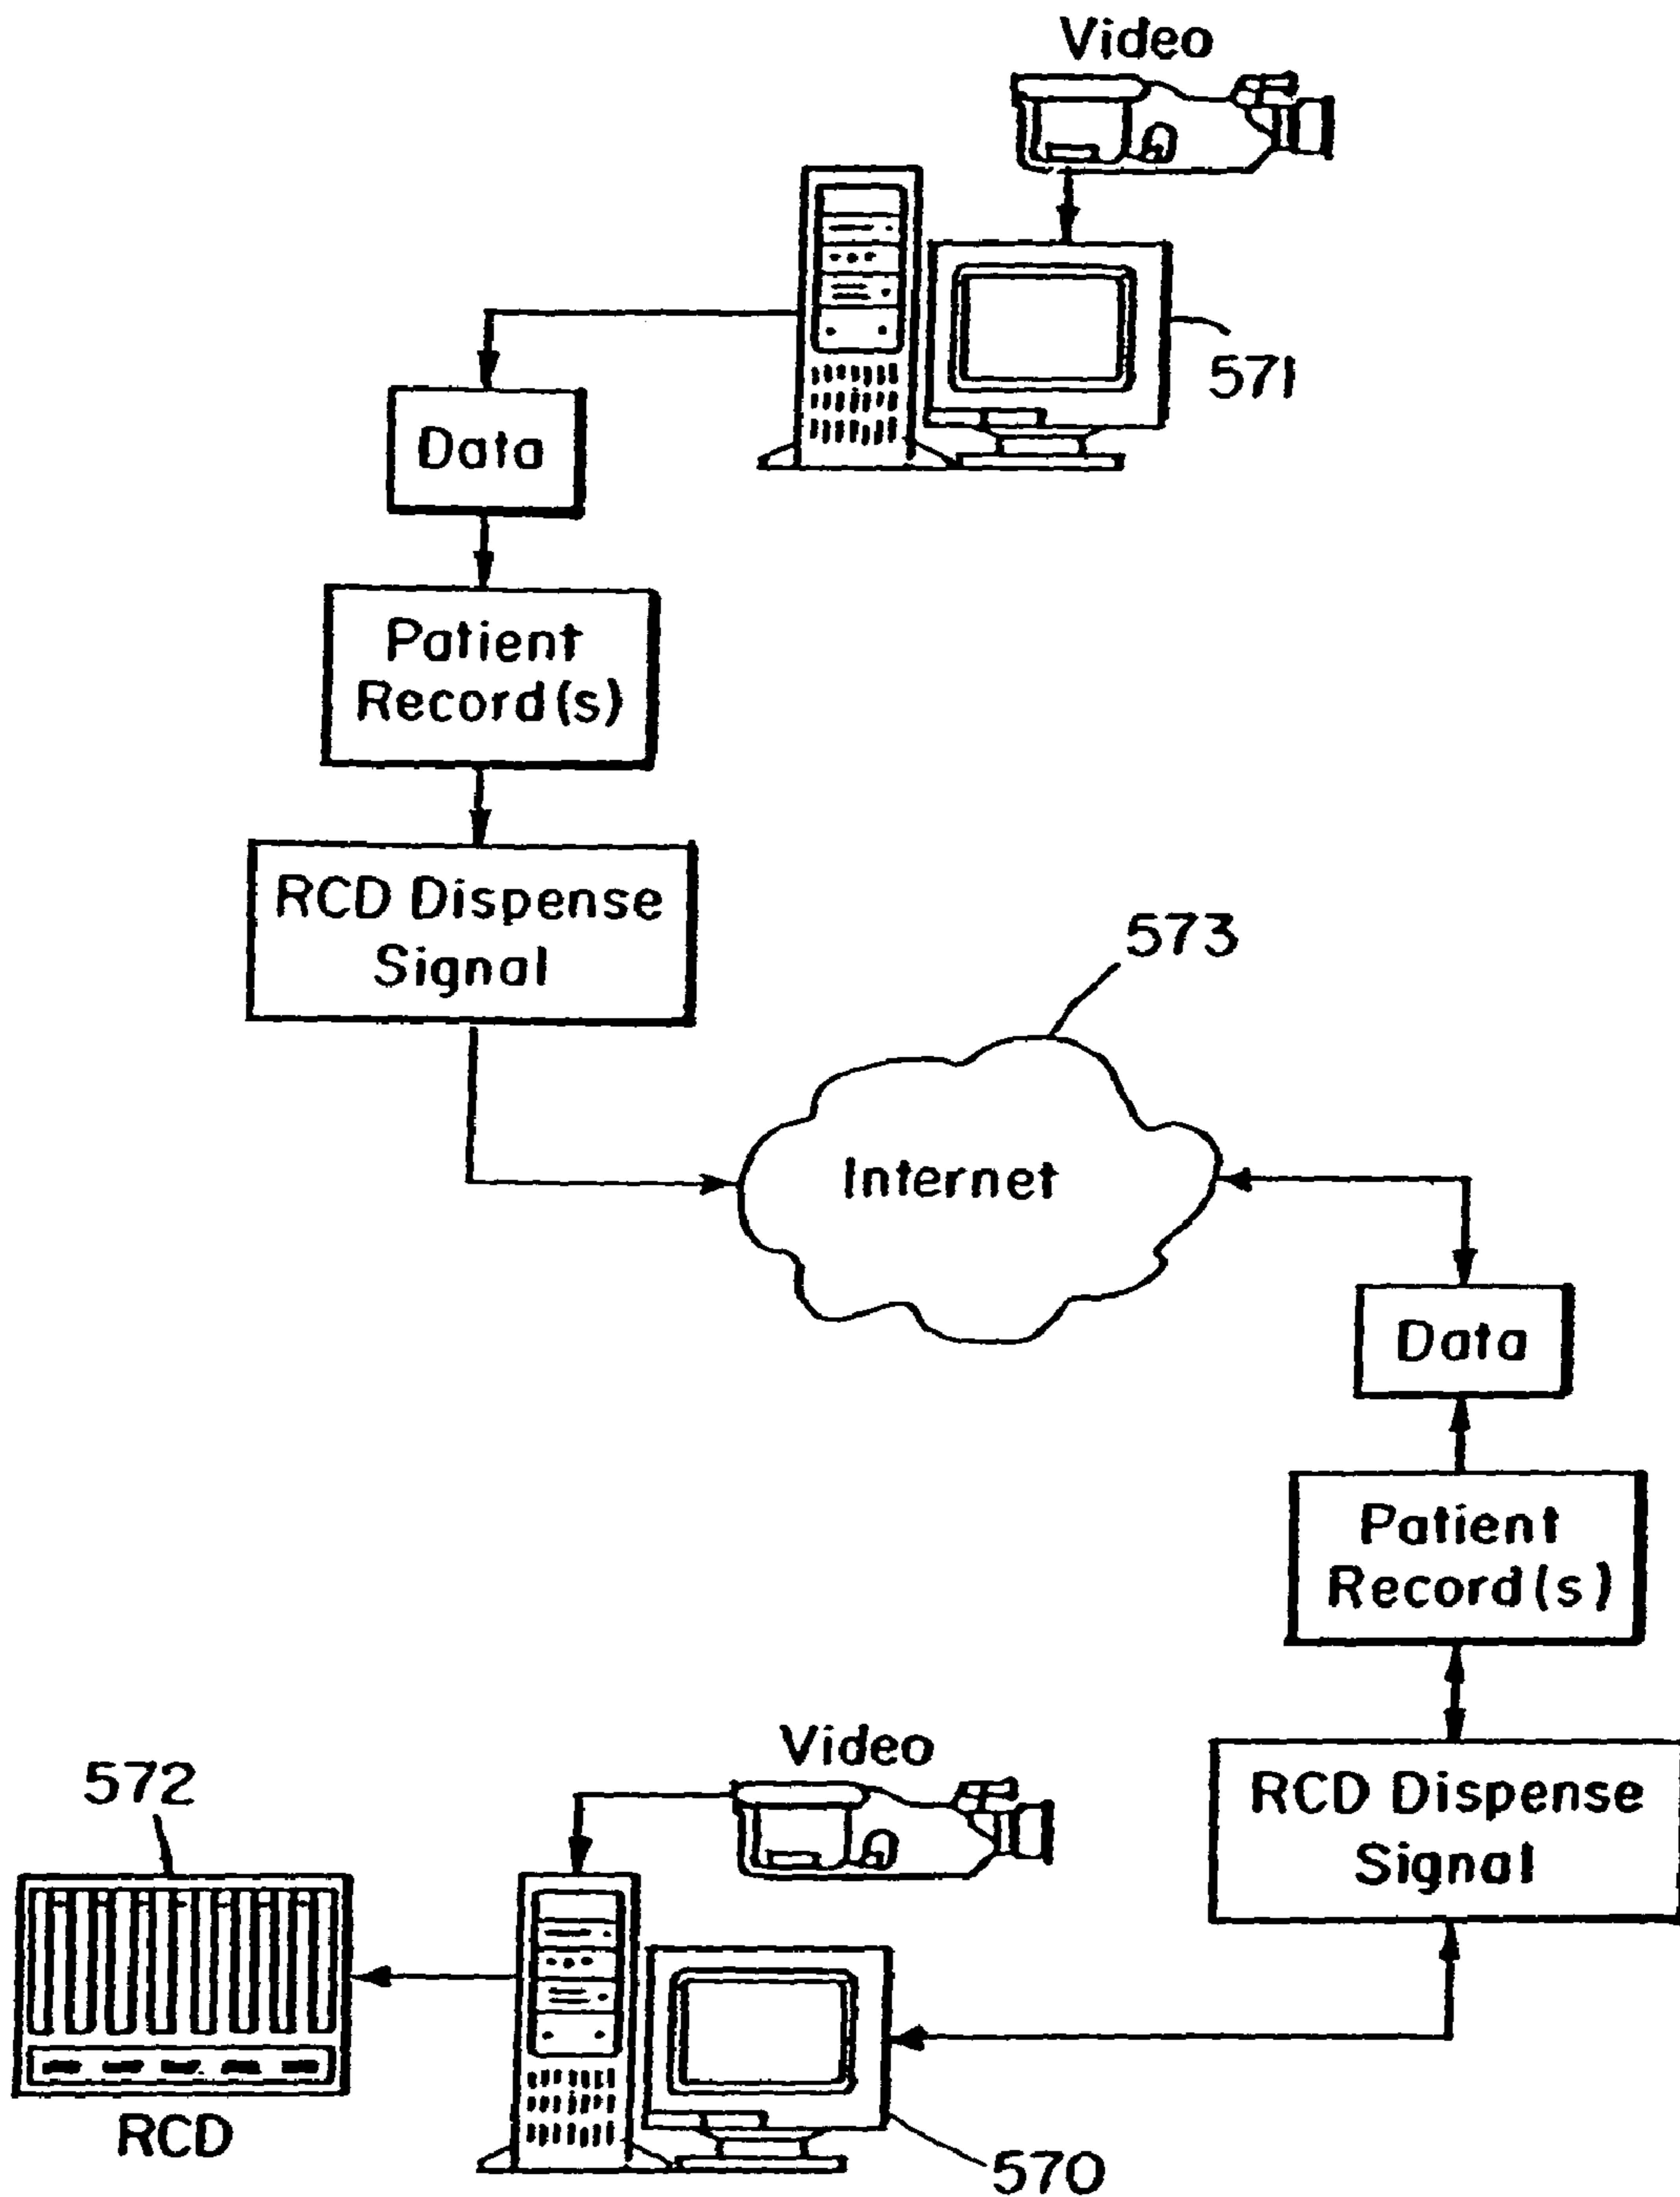 Video
571
Data
Patient
Record(s)
RCD Dispense
Signal
573
Internet
Data
Patient
Record(s)
Video
572
RCD Dispense
Signal
RCD
570